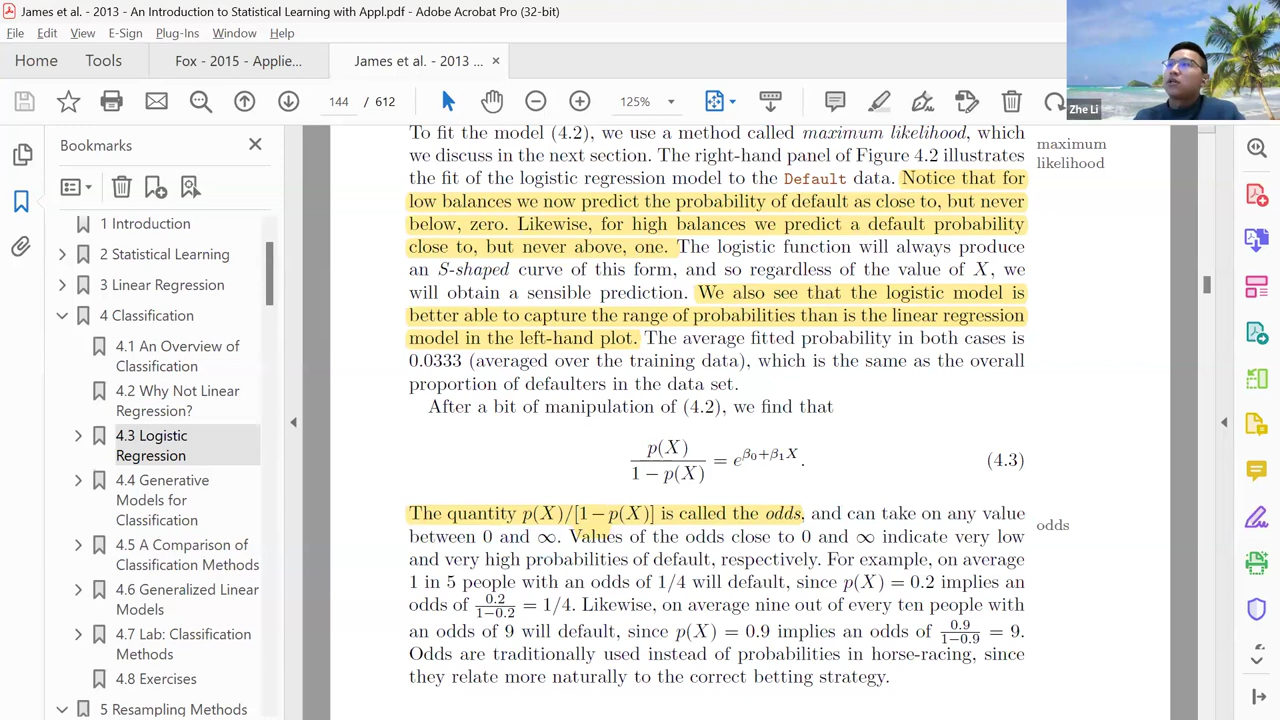 James et al. - 2013 - An Introduction to Statistical Learning with Appl.pdf - Adobe Acrobat Pro (32-bit)
File Edit View E-Sign Plug-Ins Window Help
Home Tools Fox - 2015 - Applie... James et al. - 2013 ... ×
144 / 612 125%
Zhe Li
Bookmarks
1 Introduction
2 Statistical Learning
3 Linear Regression
4 Classification
4.1 An Overview of
Classification
4.2 Why Not Linear
Regression?
4.3 Logistic
Regression
4.4 Generative
Models for
Classification
4.5 A Comparison of
Classification Methods
4.6 Generalized Linear
Models
4.7 Lab: Classification
Methods
4.8 Exercises
5 Resampling Methods
To fit the model (4.2), we use a method called maximum likelihood, which
we discuss in the next section. The right-hand panel of Figure 4.2 illustrates
the fit of the logistic regression model to the Default data. Notice that for
low balances we now predict the probability of default as close to, but never
below, zero. Likewise, for high balances we predict a default probability
close to, but never above, one. The logistic function will always produce
an S-shaped curve of this form, and so regardless of the value of X, we
will obtain a sensible prediction. We also see that the logistic model is
better able to capture the range of probabilities than is the linear regression
model in the left-hand plot. The average fitted probability in both cases is
0.0333 (averaged over the training data), which is the same as the overall
proportion of defaulters in the data set.
After a bit of manipulation of (4.2), we find that
p(X)/(1 − p(X)) = e^{β0+β1X}. (4.3)
The quantity p(X)/[1−p(X)] is called the odds, and can take on any value
between 0 and ∞. Values of the odds close to 0 and ∞ indicate very low
and very high probabilities of default, respectively. For example, on average
1 in 5 people with an odds of 1/4 will default, since p(X) = 0.2 implies an
odds of 0.2/(1−0.2) = 1/4. Likewise, on average nine out of every ten people with
an odds of 9 will default, since p(X) = 0.9 implies an odds of 0.9/(1−0.9) = 9.
Odds are traditionally used instead of probabilities in horse-racing, since
they relate more naturally to the correct betting strategy.
maximum
likelihood
odds